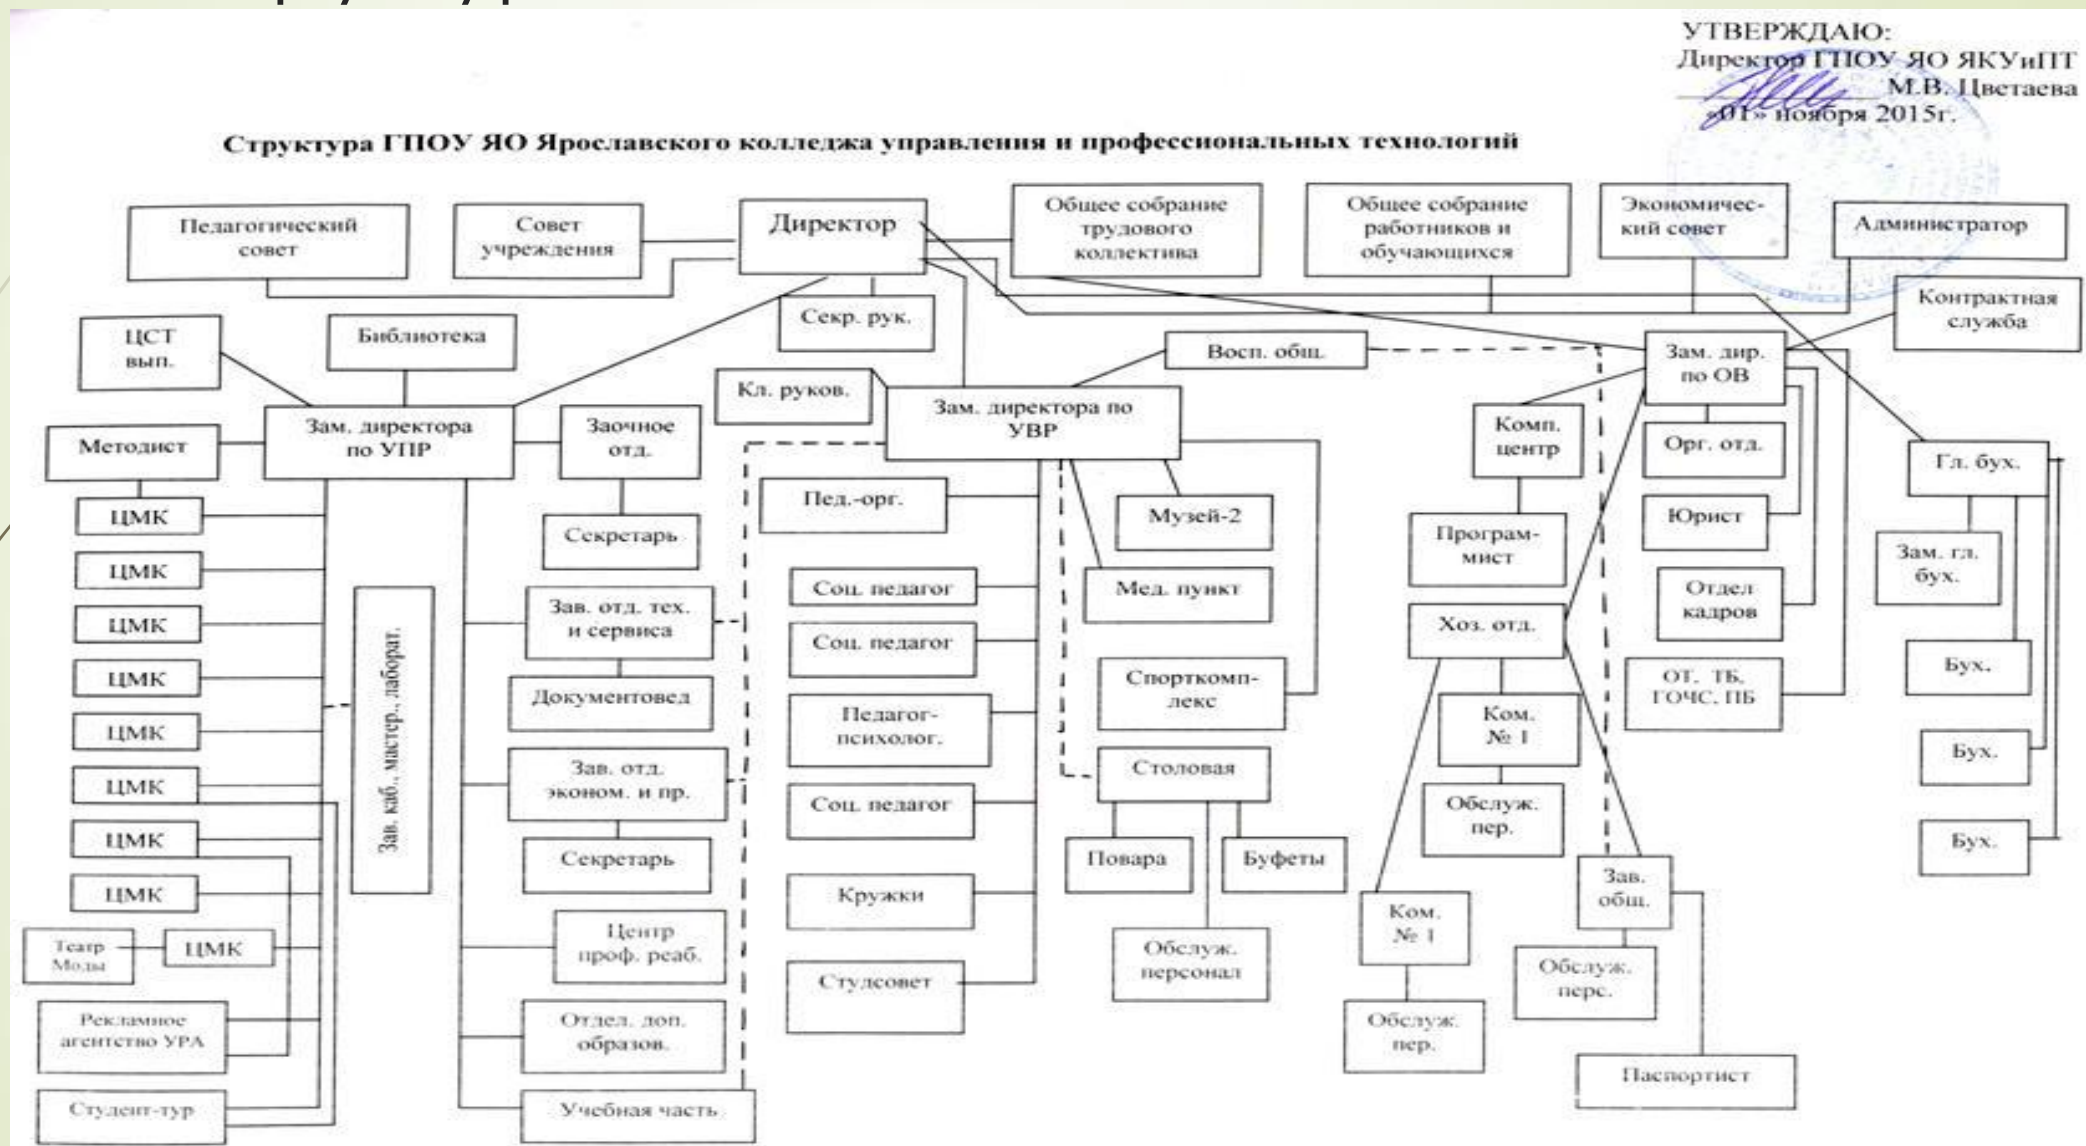 УТВЕРЖДАЮ:
Директор ГПОУ ЯО ЯКУиПТ
М.В. Цветаева
«01» ноября 2015г.
Структура ГПОУ ЯО Ярославского колледжа управления и профессиональных технологий
Педагогический
совет
Совет
учреждения
Директор
Общее собрание
трудового
коллектива
Общее собрание
работников и
обучающихся
Экономичес-
кий совет
Администратор
Контрактная
служба
Секр. рук.
ЦСТ
вып.
Библиотека
Восп. общ.
Зам. дир.
по ОВ
Кл. руков.
Зам. директора по
УВР
Методист
Зам. директора
по УПР
Заочное
отд.
Комп.
центр
Орг. отд.
Гл. бух.
ЦМК
ЦМК
ЦМК
ЦМК
ЦМК
ЦМК
ЦМК
ЦМК
Театр
Моды
ЦМК
Рекламное
агентство УРА
Студент-тур
Зав. каб., мастер., лаборат.
Секретарь
Зав. отд. тех.
и сервиса
Документовед
Зав. отд.
эконом. и пр.
Секретарь
Центр
проф. реаб.
Отдел. доп.
образов.
Учебная часть
Пед.-орг.
Соц. педагог
Соц. педагог
Педагог-
психолог.
Соц. педагог
Кружки
Студсовет
Музей-2
Мед. пункт
Спорткомп-
лекс
Столовая
Повара
Буфеты
Обслуж.
персонал
Програм-
мист
Хоз. отд.
Ком.
№ 1
Обслуж.
пер.
Ком.
№ 1
Обслуж.
пер.
Зав.
общ.
Обслуж.
перс.
Паспортист
Юрист
Отдел
кадров
ОТ, ТБ,
ГОЧС, ПБ
Зам. гл.
бух.
Бух.
Бух.
Бух.